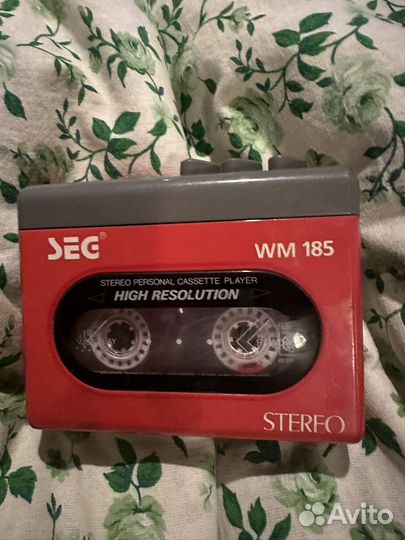 SEG®
WM 185
STEREO PERSONAL CASSETTE PLAYER
HIGH RESOLUTION
STEREO
Avito